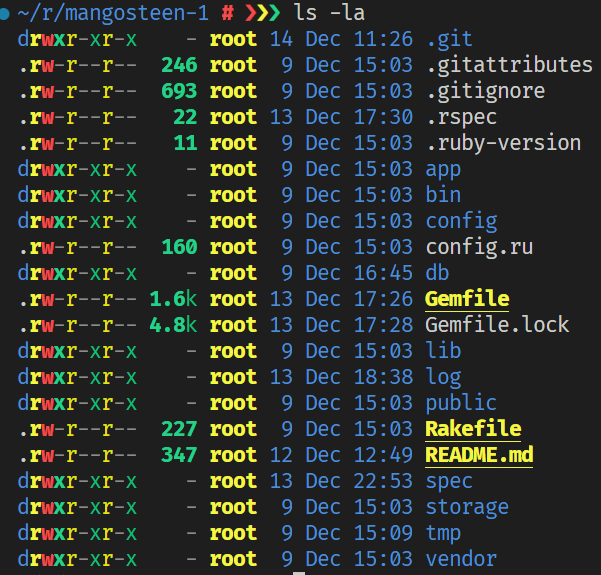 ~/r/mangosteen-1 # ❯❯❯ ls -la
drwxr-xr-x - root 14 Dec 11:26 .git
.rw-r--r-- 246 root 9 Dec 15:03 .gitattributes
.rw-r--r-- 693 root 9 Dec 15:03 .gitignore
.rw-r--r-- 22 root 13 Dec 17:30 .rspec
.rw-r--r-- 11 root 9 Dec 15:03 .ruby-version
drwxr-xr-x - root 9 Dec 15:03 app
drwxr-xr-x - root 9 Dec 15:03 bin
drwxr-xr-x - root 9 Dec 15:03 config
.rw-r--r-- 160 root 9 Dec 15:03 config.ru
drwxr-xr-x - root 9 Dec 16:45 db
.rw-r--r-- 1.6k root 13 Dec 17:26 Gemfile
.rw-r--r-- 4.8k root 13 Dec 17:28 Gemfile.lock
drwxr-xr-x - root 9 Dec 15:03 lib
drwxr-xr-x - root 13 Dec 18:38 log
drwxr-xr-x - root 9 Dec 15:03 public
.rw-r--r-- 227 root 9 Dec 15:03 Rakefile
.rw-r--r-- 347 root 12 Dec 12:49 README.md
drwxr-xr-x - root 13 Dec 22:53 spec
drwxr-xr-x - root 9 Dec 15:03 storage
drwxr-xr-x - root 9 Dec 15:09 tmp
drwxr-xr-x - root 9 Dec 15:03 vendor